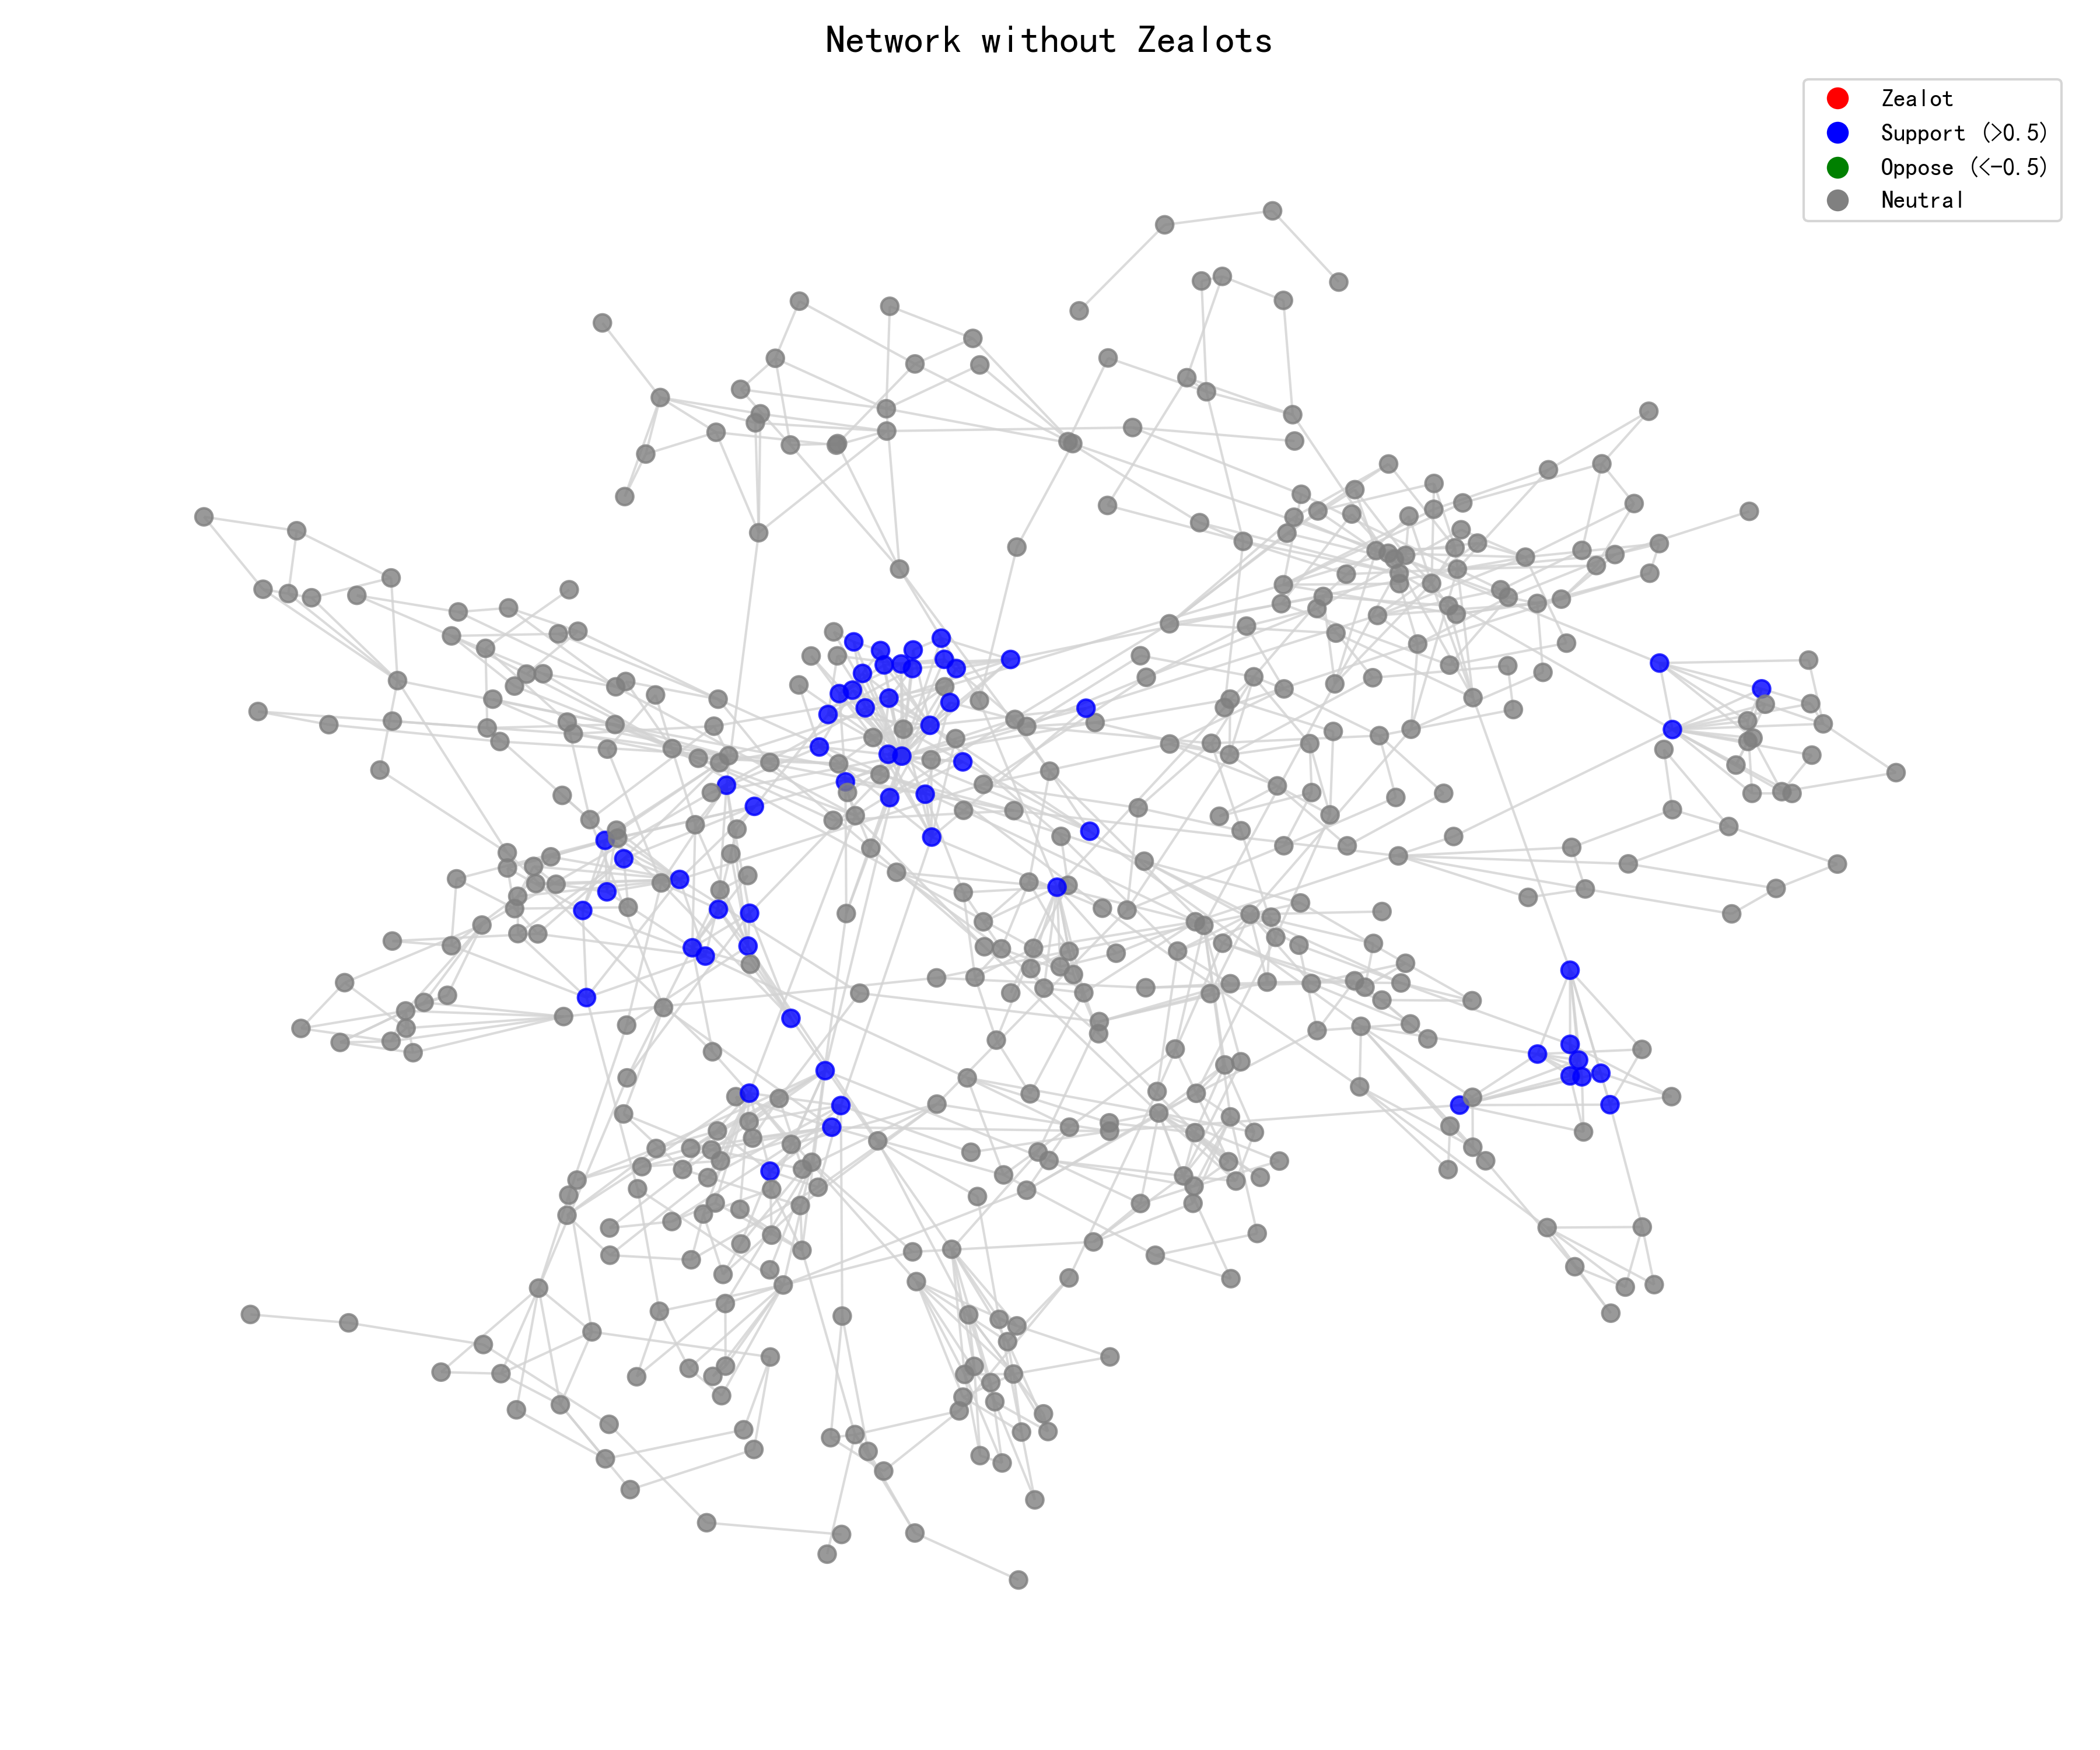 Network without Zealots
Zealot
Support (>0.5)
Oppose (<-0.5)
Neutral